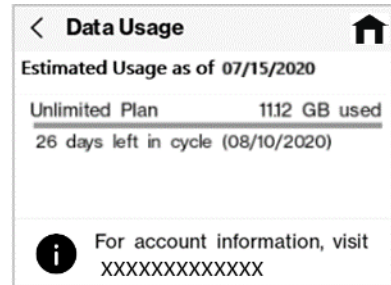 < Data Usage
Estimated Usage as of 07/15/2020
Unlimited Plan 11.12 GB used
26 days left in cycle (08/10/2020)
For account information, visit
XXXXXXXXXXXXX